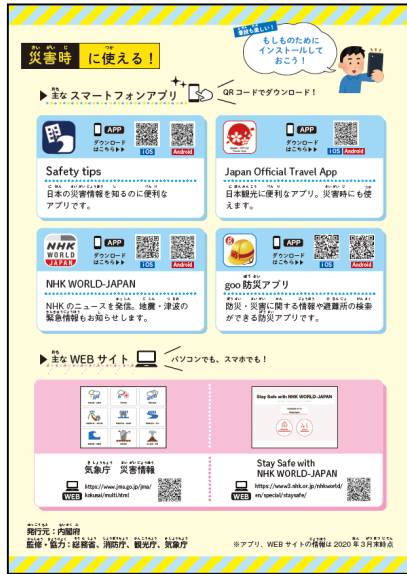 普段も楽しい！
もしものために
インストールして
おこう！
災害時に使える！
主なスマートフォンアプリ
QRコードでダウンロード！
APP
ダウンロード
はこちら▶▶
iOS
Android
Safety tips
日本の災害情報を知るのに便利な
アプリです。
APP
ダウンロード
はこちら▶▶
iOS
Android
Japan Official Travel App
日本観光に便利なアプリ。災害時にも使
えます。
NHK
WORLD
JAPAN
APP
ダウンロード
はこちら▶▶
iOS
Android
NHK WORLD-JAPAN
NHKのニュースを発信。地震・津波の
緊急情報もお知らせします。
APP
ダウンロード
はこちら▶▶
iOS
Android
goo防災アプリ
防災・災害に関する情報や避難所の検索
ができる防災アプリです。
主なWEBサイト
パソコンでも、スマホでも！
気象庁 災害情報
WEB
https://www.jma.go.jp/jma/
kokusai/multi.html
Stay Safe with NHK WORLD-JAPAN
Stay Safe with
NHK WORLD-JAPAN
WEB
https://www3.nhk.or.jp/nhkworld/
en/special/staysafe/
発行元：内閣府
監修・協力：総務省、消防庁、観光庁、気象庁
※アプリ、WEBサイトの情報は2020年3月末時点